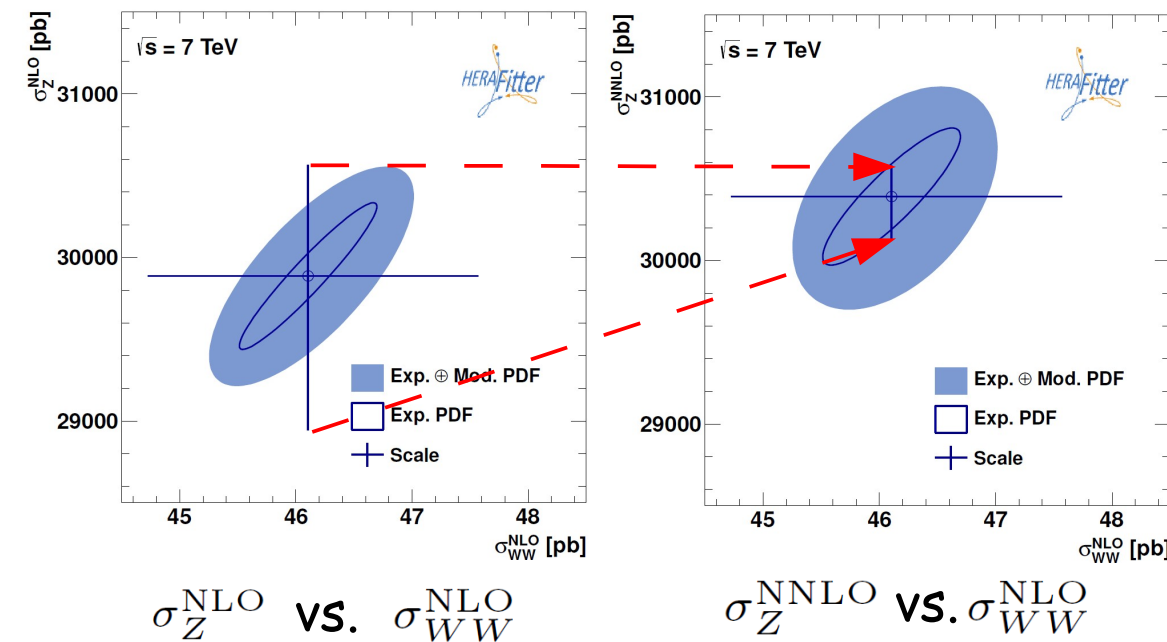 σ_Z^NLO [pb]
√s = 7 TeV
HERAFitter
31000
30000
29000
Exp. ⊕ Mod. PDF
Exp. PDF
Scale
45 46 47 48
σ_WW^NLO [pb]
σ_Z^NNLO [pb]
√s = 7 TeV
HERAFitter
31000
30000
29000
Exp. ⊕ Mod. PDF
Exp. PDF
Scale
45 46 47 48
σ_WW^NLO [pb]
σ_Z^NLO vs. σ_WW^NLO
σ_Z^NNLO vs. σ_WW^NLO